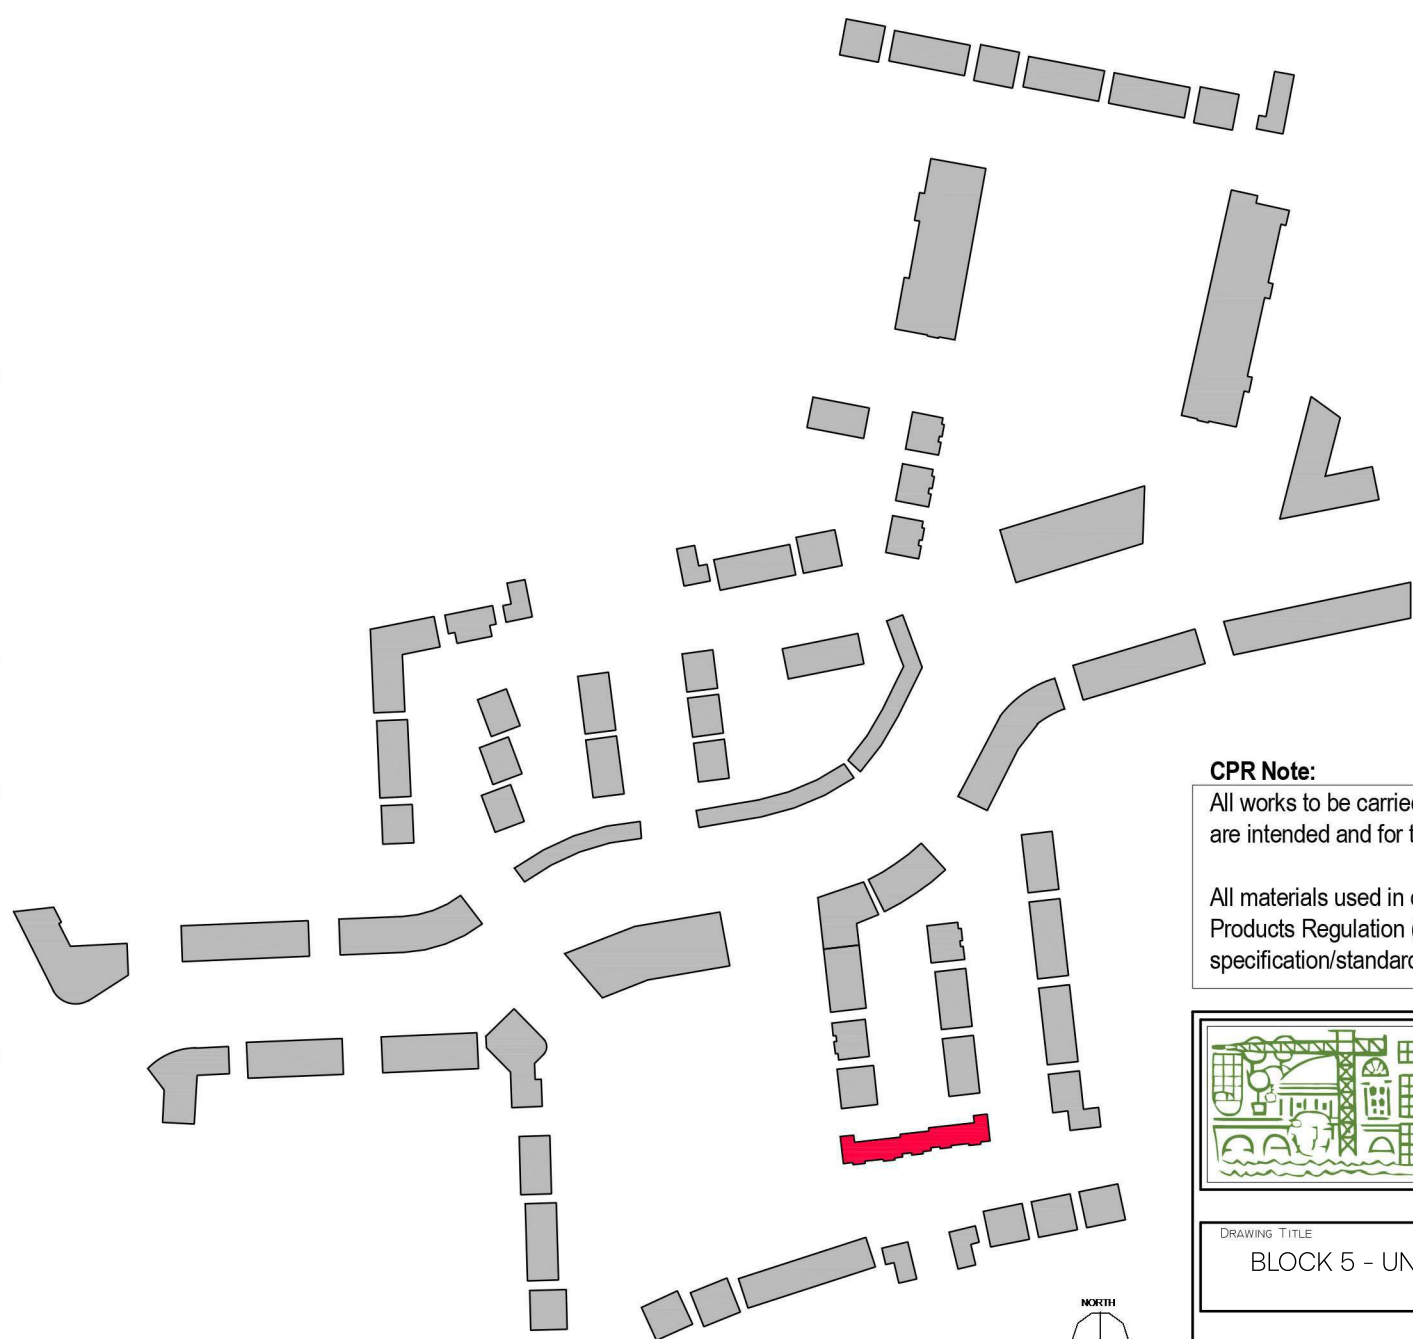 CPR Note:
All works to be carrie
are intended and for t
All materials used in
Products Regulation
specification/standard
DRAWING TITLE
BLOCK 5 - UN
NORTH